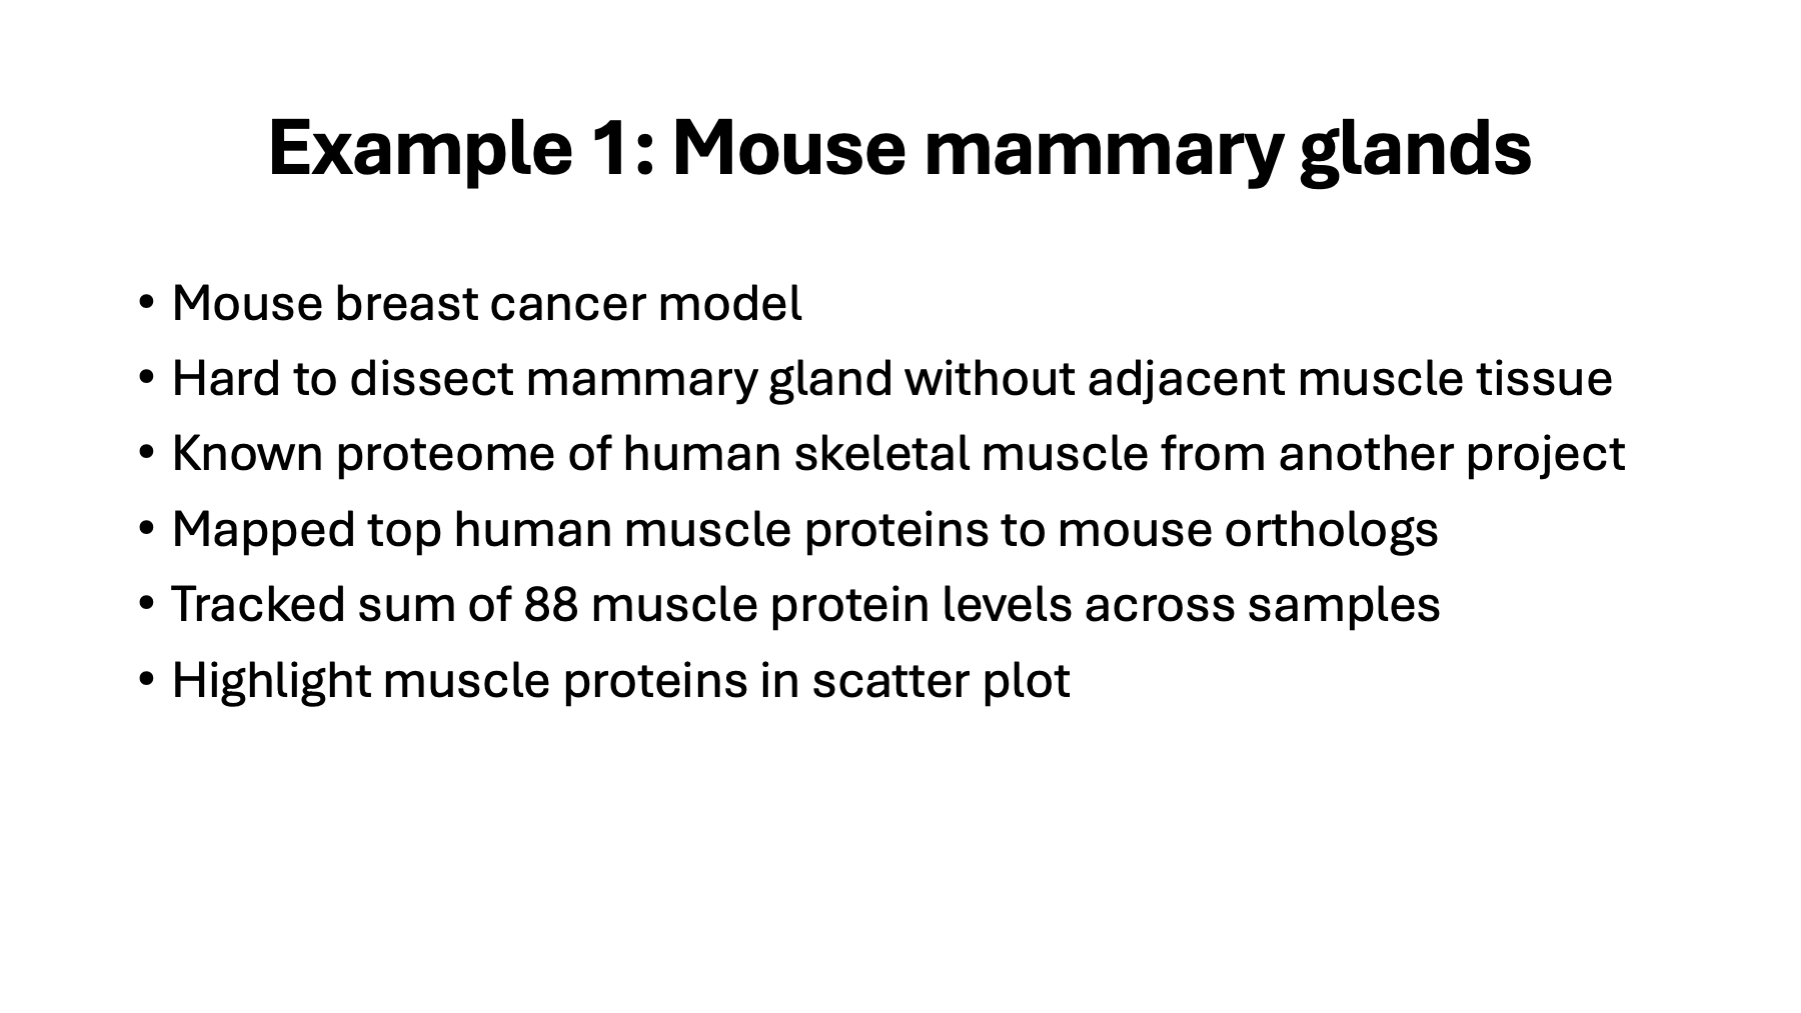 Example 1: Mouse mammary glands
• Mouse breast cancer model
• Hard to dissect mammary gland without adjacent muscle tissue
• Known proteome of human skeletal muscle from another project
• Mapped top human muscle proteins to mouse orthologs
• Tracked sum of 88 muscle protein levels across samples
• Highlight muscle proteins in scatter plot